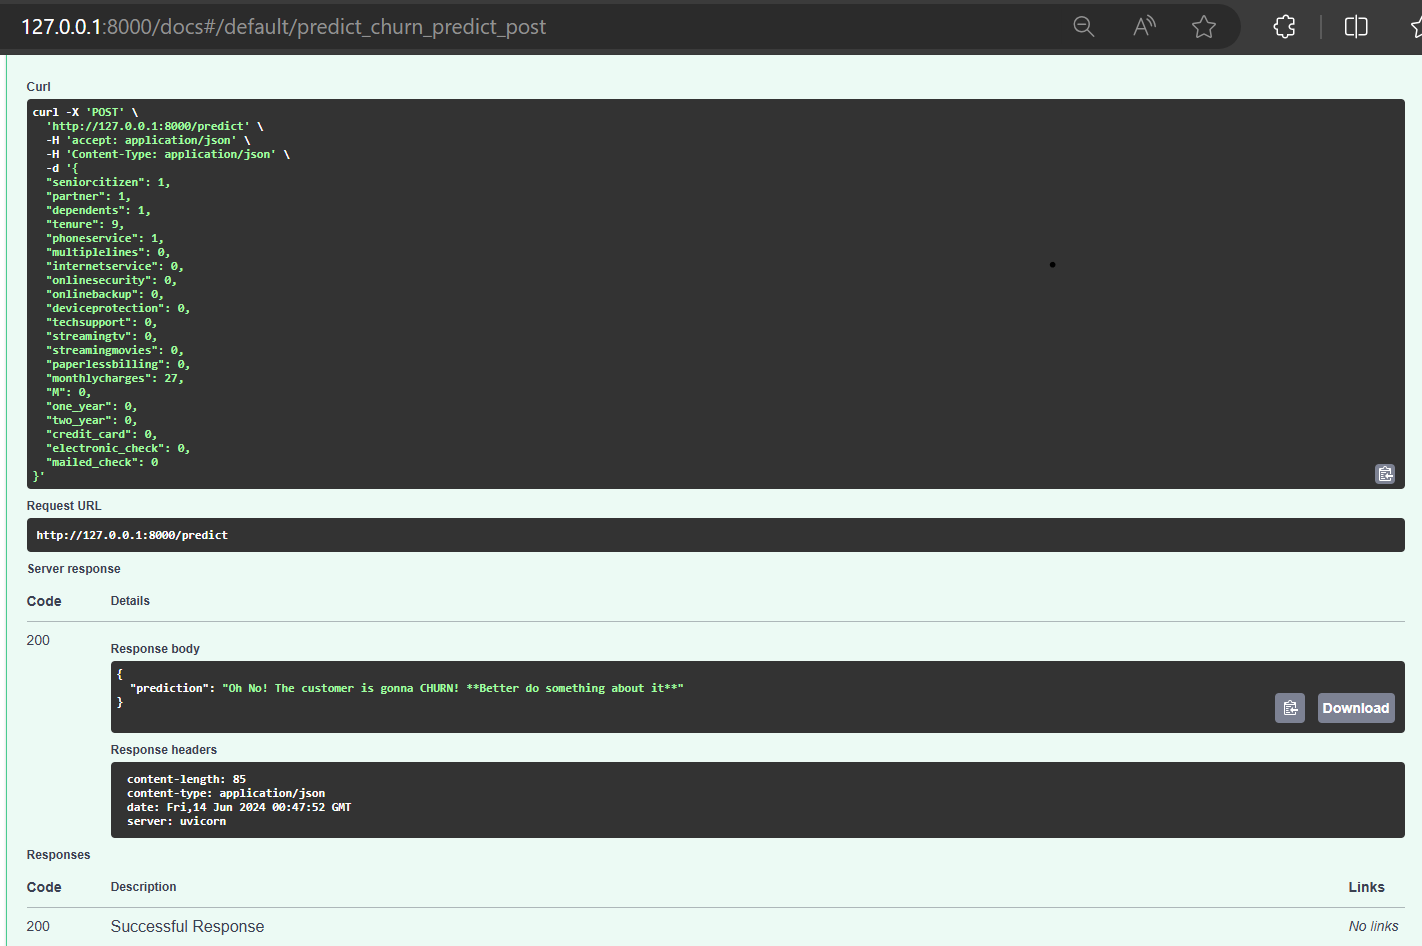 127.0.0.1:8000/docs#/default/predict_churn_predict_post
Curl
curl -X 'POST' \
  'http://127.0.0.1:8000/predict' \
  -H 'accept: application/json' \
  -H 'Content-Type: application/json' \
  -d '{
  "seniorcitizen": 1,
  "partner": 1,
  "dependents": 1,
  "tenure": 9,
  "phoneservice": 1,
  "multiplelines": 0,
  "internetservice": 0,
  "onlinesecurity": 0,
  "onlinebackup": 0,
  "deviceprotection": 0,
  "techsupport": 0,
  "streamingtv": 0,
  "streamingmovies": 0,
  "paperlessbilling": 0,
  "monthlycharges": 27,
  "M": 0,
  "one_year": 0,
  "two_year": 0,
  "credit_card": 0,
  "electronic_check": 0,
  "mailed_check": 0
}'
Request URL
http://127.0.0.1:8000/predict
Server response
Code Details
200
Response body
{
  "prediction": "Oh No! The customer is gonna CHURN! **Better do something about it**"
}
Download
Response headers
content-length: 85
content-type: application/json
date: Fri,14 Jun 2024 00:47:52 GMT
server: uvicorn
Responses
Code Description Links
200 Successful Response No links